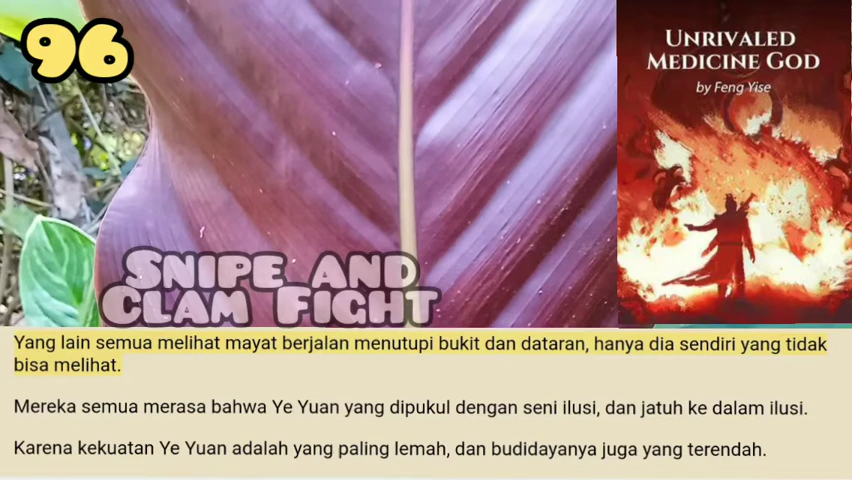 96
UNRIVALED
MEDICINE GOD
by Feng Yise
SNIPE AND
CLAM FIGHT
Yang lain semua melihat mayat berjalan menutupi bukit dan dataran, hanya dia sendiri yang tidak
bisa melihat.
Mereka semua merasa bahwa Ye Yuan yang dipukul dengan seni ilusi, dan jatuh ke dalam ilusi.
Karena kekuatan Ye Yuan adalah yang paling lemah, dan budidayanya juga yang terendah.